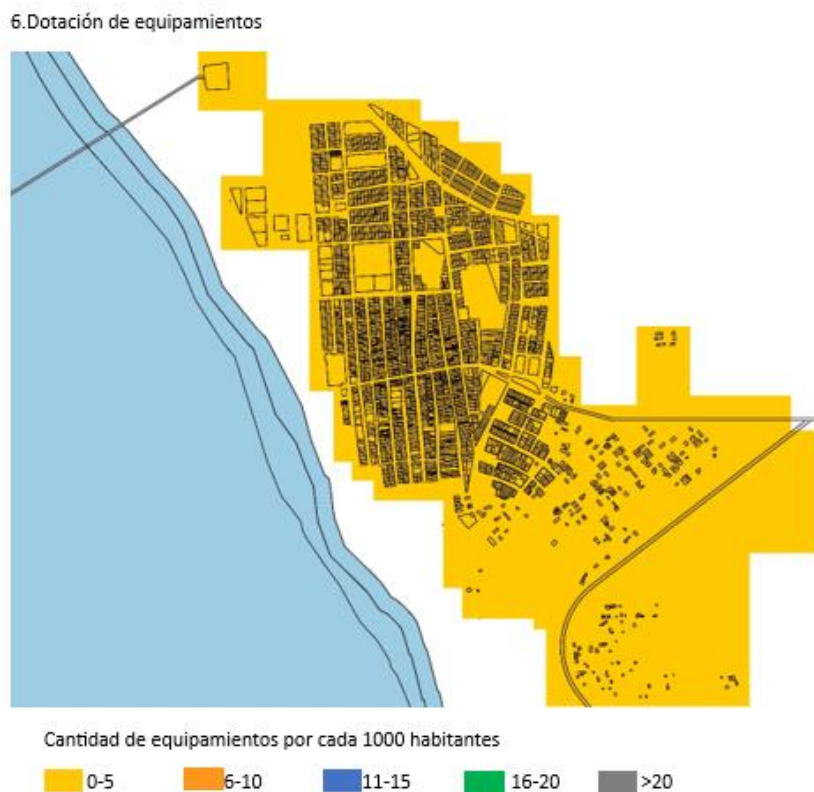 6.Dotación de equipamientos
Cantidad de equipamientos por cada 1000 habitantes
0-5 6-10 11-15 16-20 >20